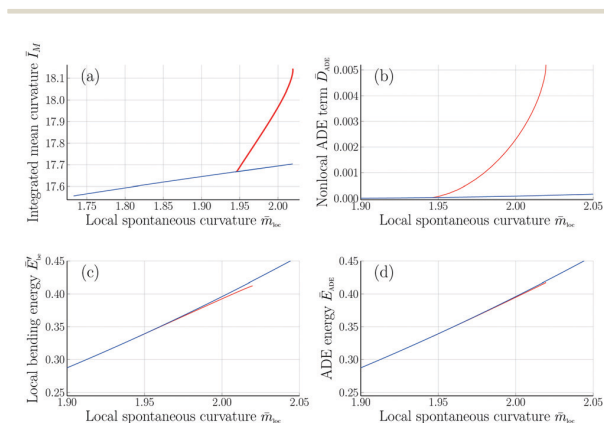 Integrated mean curvature Ī_M
(a)
18.1
18.0
17.9
17.8
17.7
17.6
1.75 1.80 1.85 1.90 1.95 2.00
Local spontaneous curvature m̄_loc
Nonlocal ADE term D̄_ADE
(b)
0.005
0.004
0.003
0.002
0.001
0.000
1.90 1.95 2.00 2.05
Local spontaneous curvature m̄_loc
Local bending energy Ē′_be
(c)
0.45
0.40
0.35
0.30
0.25
1.90 1.95 2.00 2.05
Local spontaneous curvature m̄_loc
ADE energy Ē_ADE
(d)
0.45
0.40
0.35
0.30
0.25
1.90 1.95 2.00 2.05
Local spontaneous curvature m̄_loc